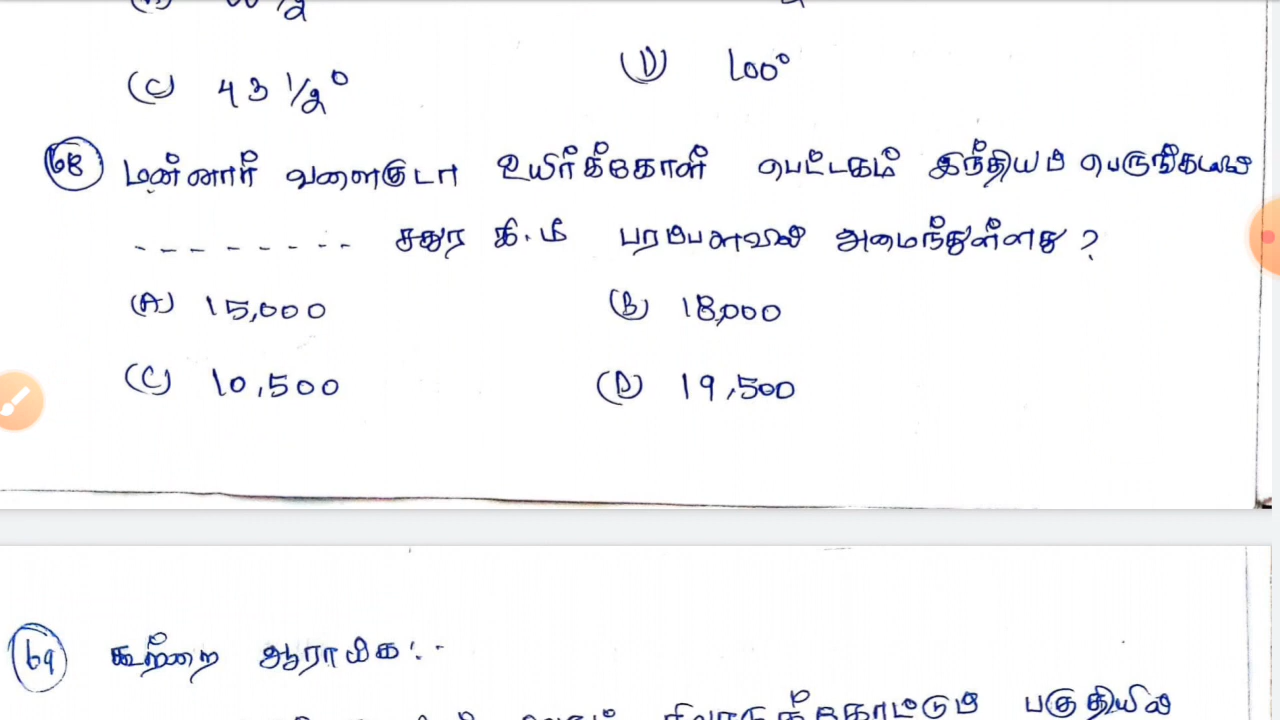 (C) 43 1/2°
(D) 100°
68 மன்னார் வளைகுடா உயிர்க்கோள் பெட்டகம் இந்தியப் பெருங்கடலில்
-------- சதுர கி.மீ பரப்பளவில் அமைந்துள்ளது?
(A) 15,000
(B) 18,000
(C) 10,500
(D) 19,500
69 கூற்றை ஆராய்க :-
பகுதியில்